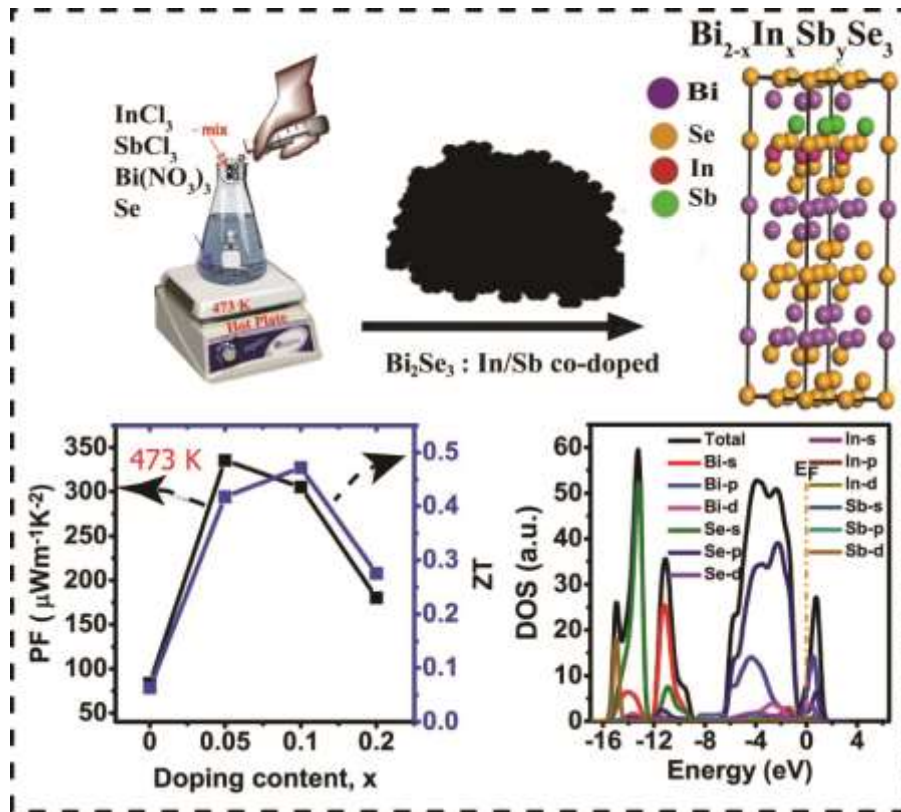 Bi₂₋ₓInₓSbᵧSe₃
InCl₃
SbCl₃
Bi(NO₃)₃
Se
mix
473 K
Hot Plate
Bi₂Se₃ : In/Sb co-doped
Bi
Se
In
Sb
473 K
PF ( µWm⁻¹K⁻²)
350
300
250
200
150
100
50
0 0.05 0.1 0.2
Doping content, x
0.5
0.4
0.3
0.2
0.1
0.0
ZT
DOS (a.u.)
60
50
40
30
20
10
0
-16 -12 -8 -4 0 4
Energy (eV)
Total
Bi-s
Bi-p
Bi-d
Se-s
Se-p
Se-d
In-s
In-p
In-d
Sb-s
Sb-p
Sb-d
E_F